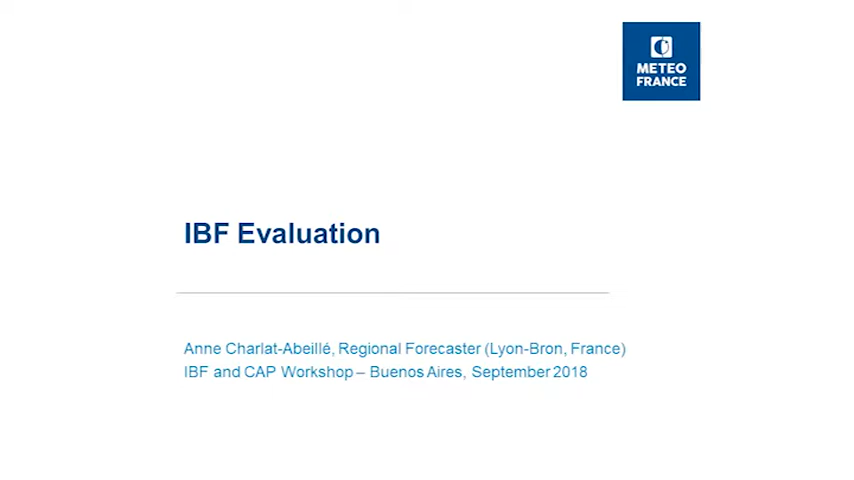 METEO
FRANCE
IBF Evaluation
Anne Charlat-Abeillé, Regional Forecaster (Lyon-Bron, France)
IBF and CAP Workshop – Buenos Aires, September 2018